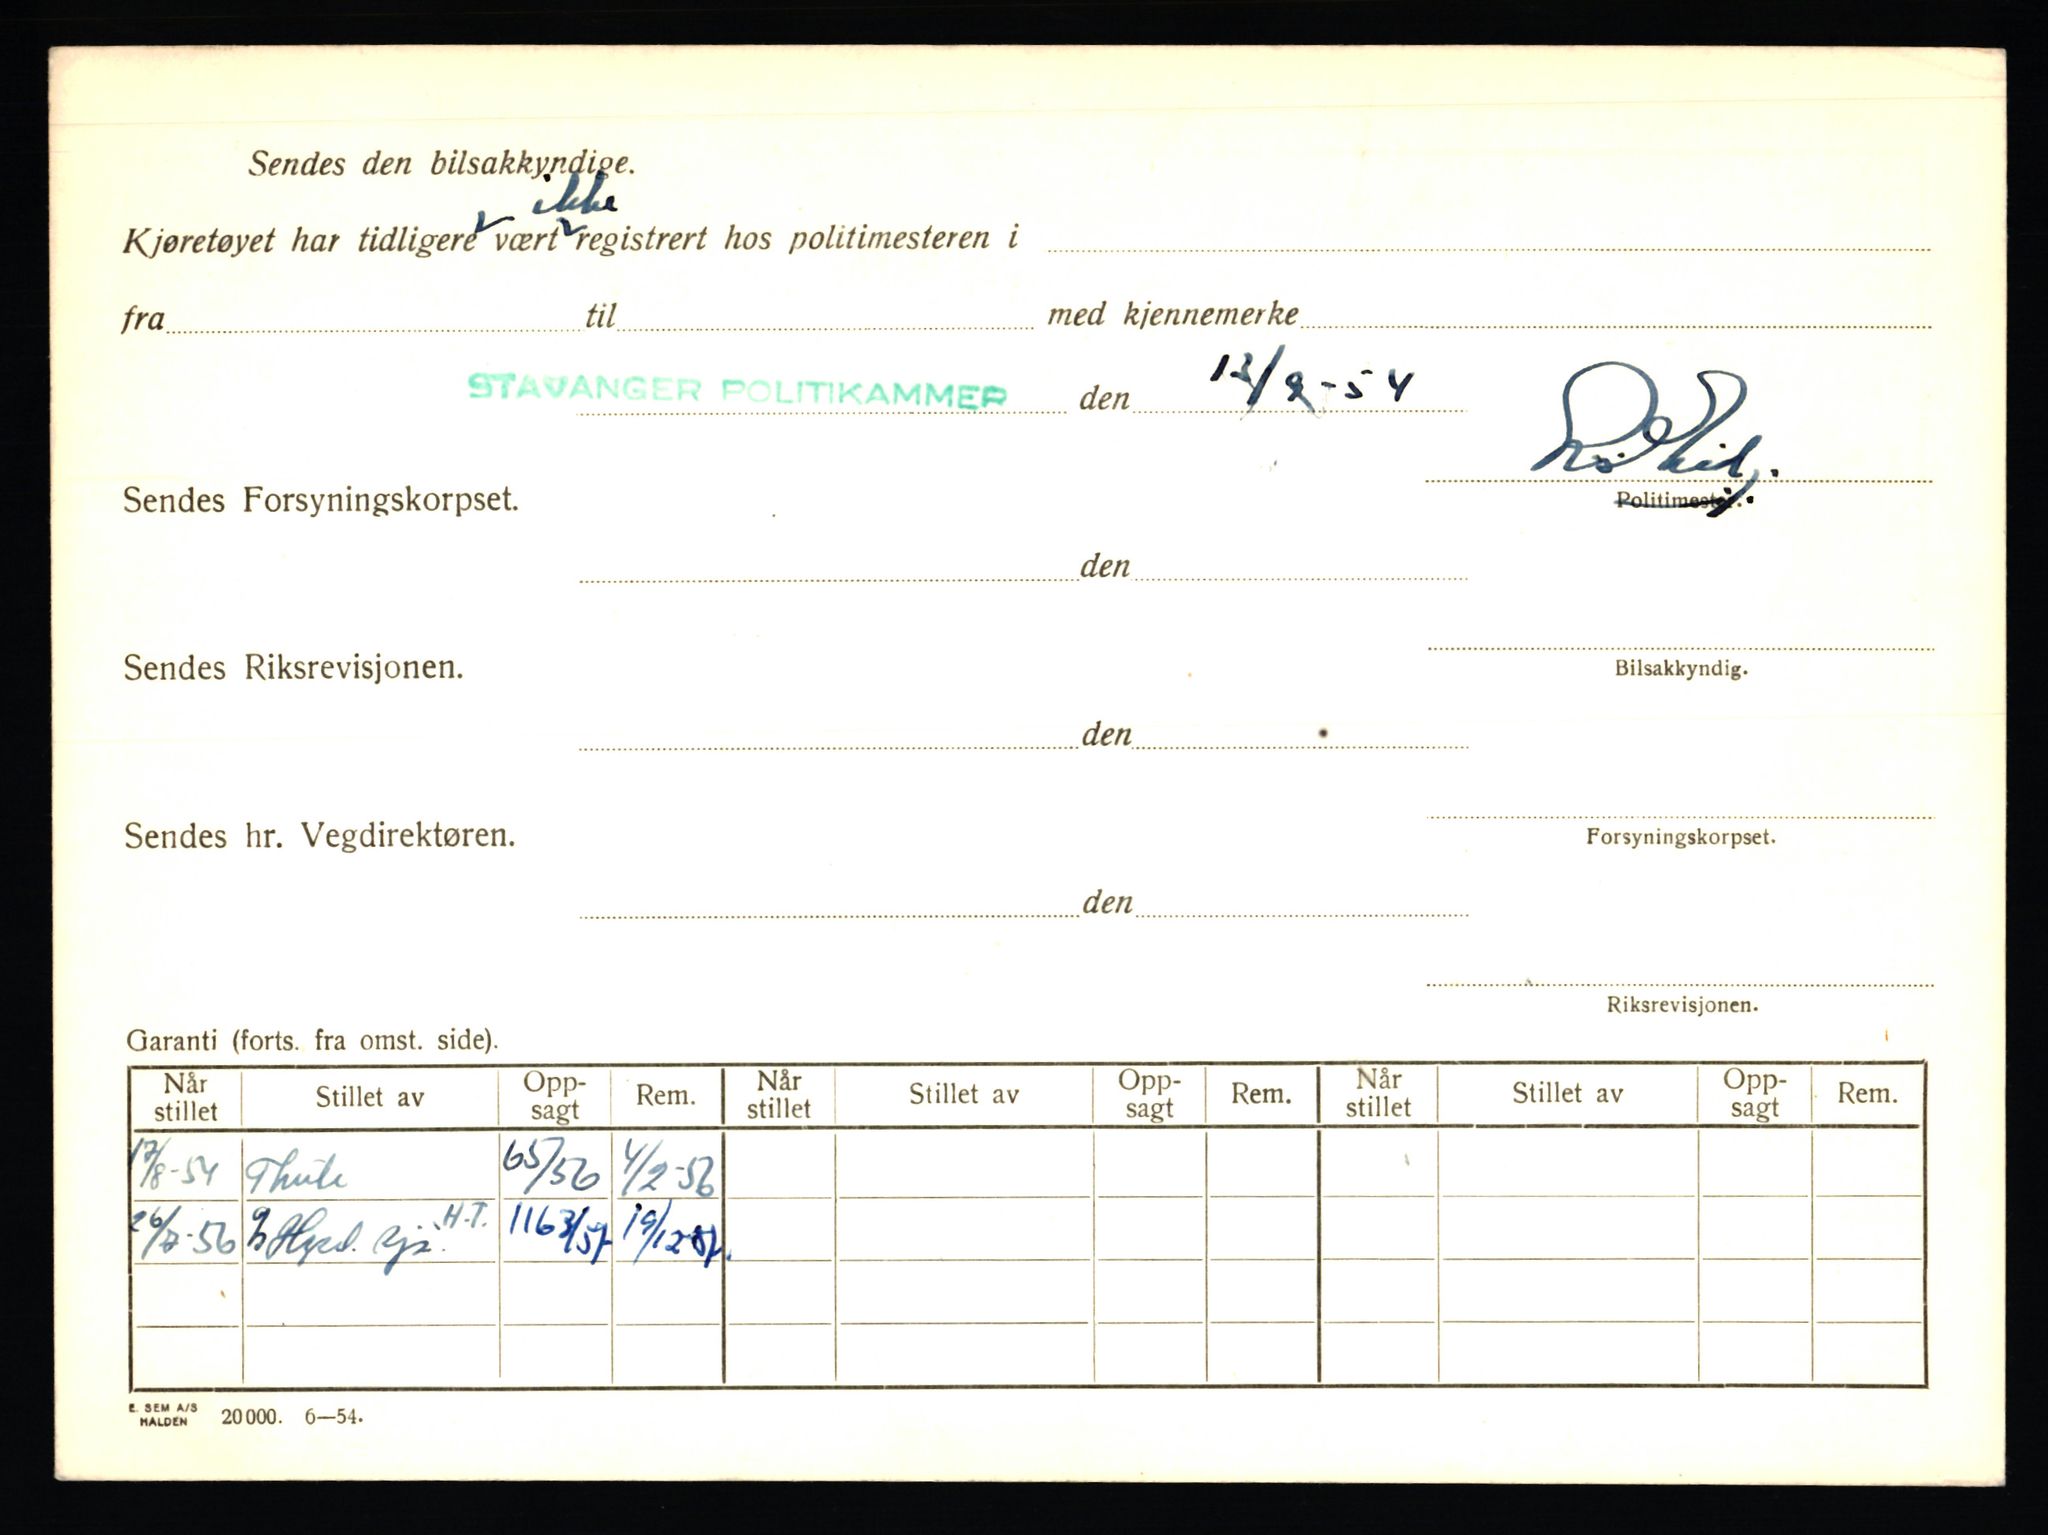 Sendes den bilsakkyndige.
ikke
Kjøretøyet har tidligere vært registrert hos politimesteren i
fra til med kjennemerke
STAVANGER POLITIKAMMER den 13/9-54
Politimester.
Sendes Forsyningskorpset.
den
Bilsakkyndig.
Sendes Riksrevisjonen.
den
Forsyningskorpset.
Sendes hr. Vegdirektøren.
den
Riksrevisjonen.
Garanti (forts. fra omst. side).
Når stillet Stillet av Opp-sagt Rem. Når stillet Stillet av Opp-sagt Rem. Når stillet Stillet av Opp-sagt Rem.
17/8-54 Thule 65/56 4/2-56
26/7-56 H.T. 1163/57 19/12-57.
E. SEM A/S
HALDEN 20000. 6—54.